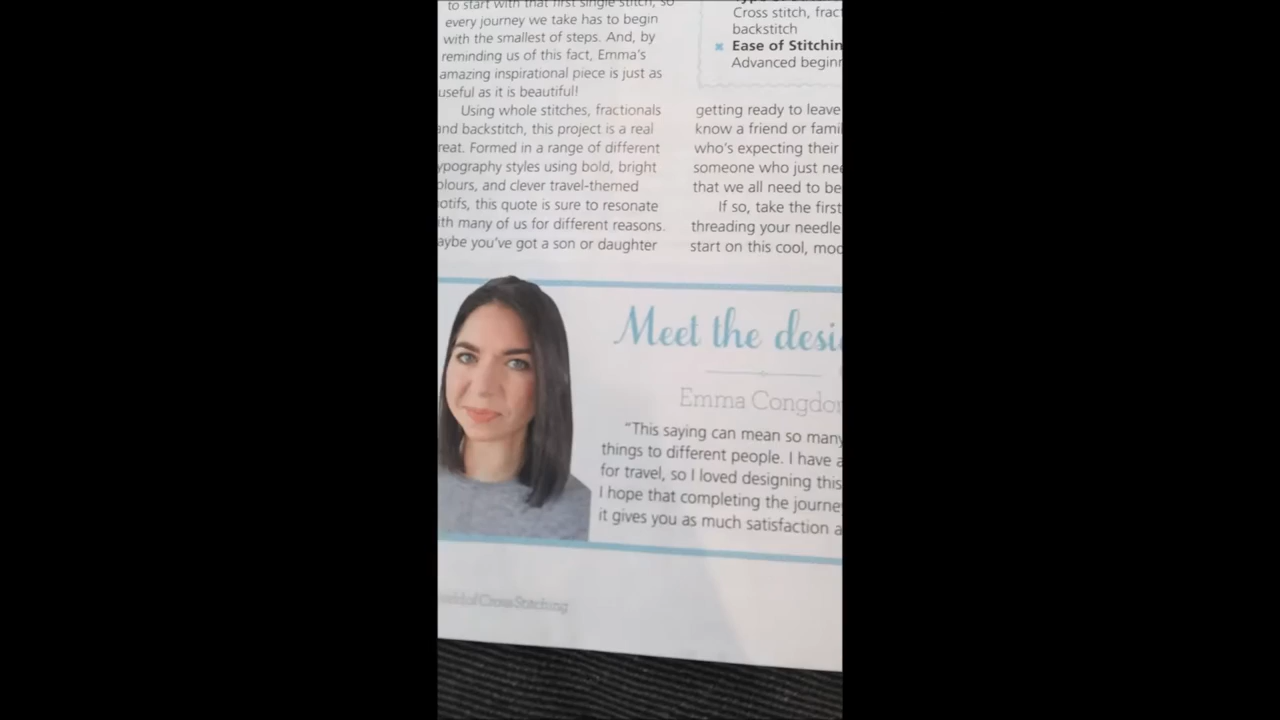 to start with that first single stitch, so
every journey we take has to begin
with the smallest of steps. And, by
reminding us of this fact, Emma's
amazing inspirational piece is just as
useful as it is beautiful!
Using whole stitches, fractionals
and backstitch, this project is a real
reat. Formed in a range of different
ypography styles using bold, bright
olours, and clever travel-themed
otifs, this quote is sure to resonate
ith many of us for different reasons.
aybe you've got a son or daughter
Cross stitch, frac
backstitch
Ease of Stitchin
Advanced beginn
getting ready to leave
know a friend or famil
who's expecting their
someone who just nee
that we all need to be
If so, take the first
threading your needle
start on this cool, mod
Meet the desi
Emma Congdon
"This saying can mean so many
things to different people. I have a
for travel, so I loved designing this
I hope that completing the journe
it gives you as much satisfaction a
CrossStitching